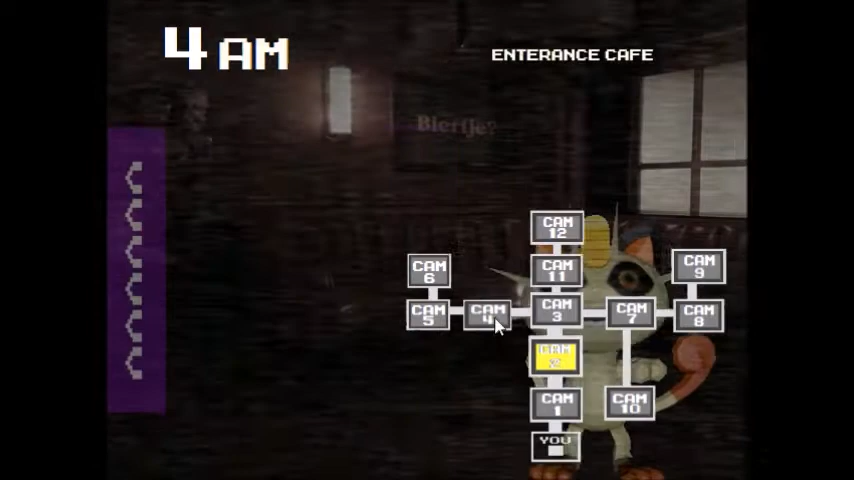 4 AM
ENTERANCE CAFE
Biertje?
CAM 12
CAM 6
CAM 11
CAM 9
CAM 5
CAM 4
CAM 3
CAM 7
CAM 8
CAM 2
CAM 1
CAM 10
YOU